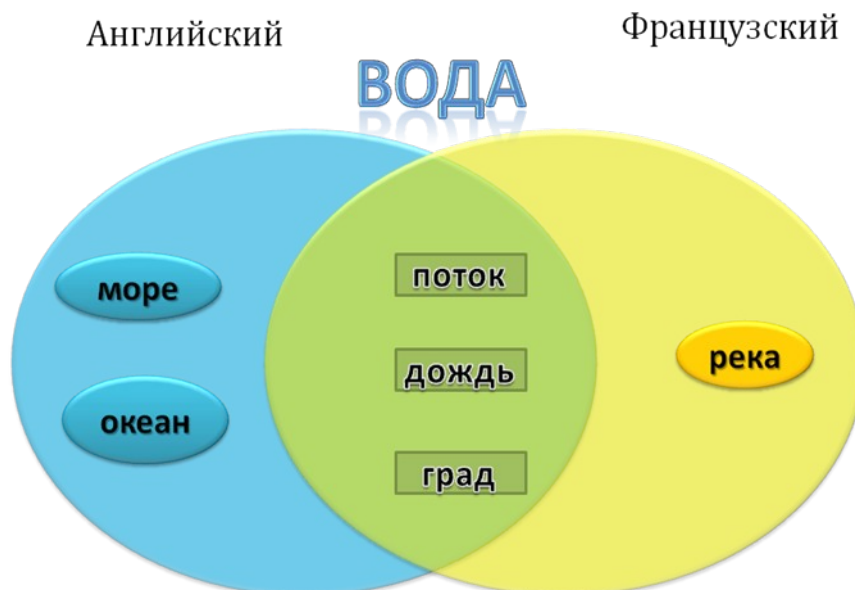 Английский
Французский
ВОДА
море
поток
дождь
река
океан
град